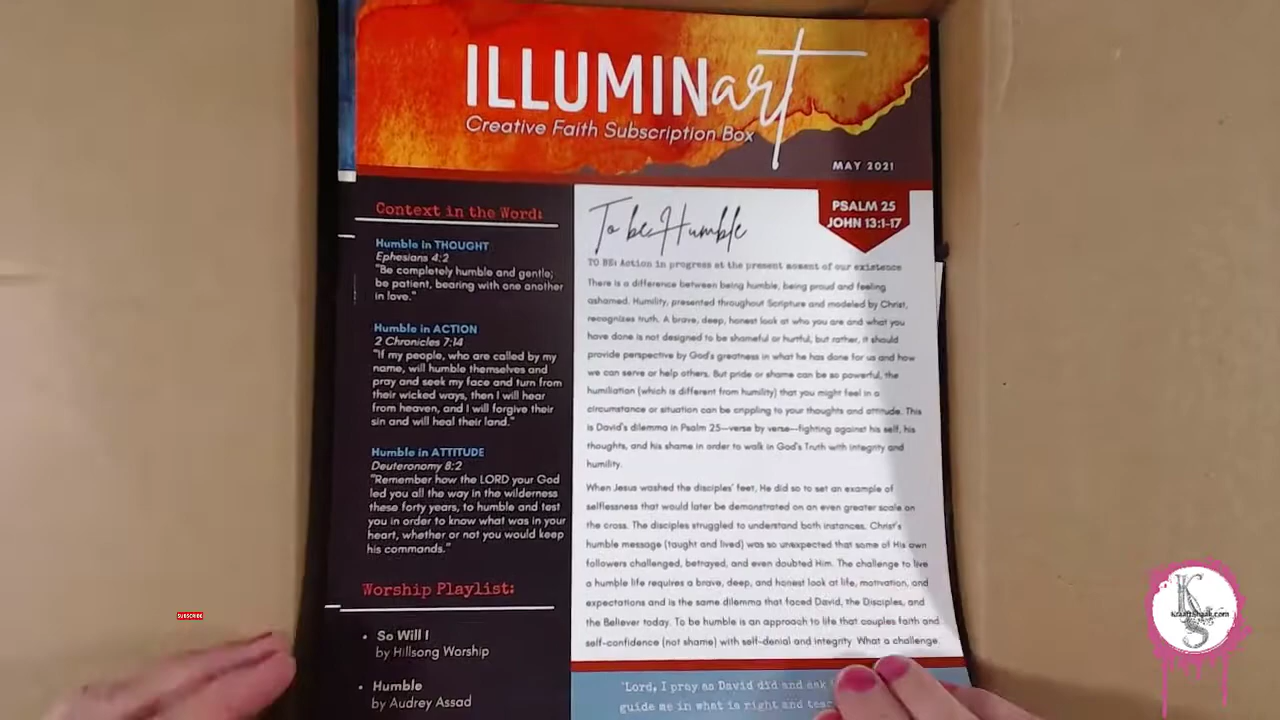 ILLUMINart
Creative Faith Subscription Box
MAY 2021
Context in the Word:
Humble in THOUGHT
Ephesians 4:2
"Be completely humble and gentle;
be patient, bearing with one another
in love."
Humble in ACTION
2 Chronicles 7:14
"If my people, who are called by my
name, will humble themselves and
pray and seek my face and turn from
their wicked ways, then I will hear
from heaven, and I will forgive their
sin and will heal their land."
Humble in ATTITUDE
Deuteronomy 8:2
"Remember how the LORD your God
led you all the way in the wilderness
these forty years, to humble and test
you in order to know what was in your
heart, whether or not you would keep
his commands."
Worship Playlist:
• So Will I
by Hillsong Worship
• Humble
by Audrey Assad
To be: Humble
PSALM 25
JOHN 13:1-17
TO BE: Action in progress at the present moment of our existence
There is a difference between being humble, being proud and feeling
ashamed. Humility, presented throughout Scripture and modeled by Christ,
recognizes truth. A brave, deep, honest look at who you are and what you
have done is not designed to be shameful or hurtful, but rather, it should
provide perspective by God's greatness in what he has done for us and how
we can serve or help others. But pride or shame can be so powerful, the
humiliation (which is different from humility) that you might feel in a
circumstance or situation can be crippling to your thoughts and attitude. This
is David's dilemma in Psalm 25—verse by verse—fighting against his self, his
thoughts, and his shame in order to walk in God's Truth with integrity and
humility.
When Jesus washed the disciples' feet, He did so to set an example of
selflessness that would later be demonstrated on an even greater scale on
the cross. The disciples struggled to understand both instances. Christ's
humble message (taught and lived) was so unexpected that some of His own
followers challenged, betrayed, and even doubted Him. The challenge to live
a humble life requires a brave, deep, and honest look at life, motivation, and
expectations and is the same dilemma that faced David, the Disciples, and
the Believer today. To be humble is an approach to life that couples faith and
self-confidence (not shame) with self-denial and integrity. What a challenge.
"Lord, I pray as David did and ask
guide me in what is right and
SUBSCRIBE
KraftyShaak.com